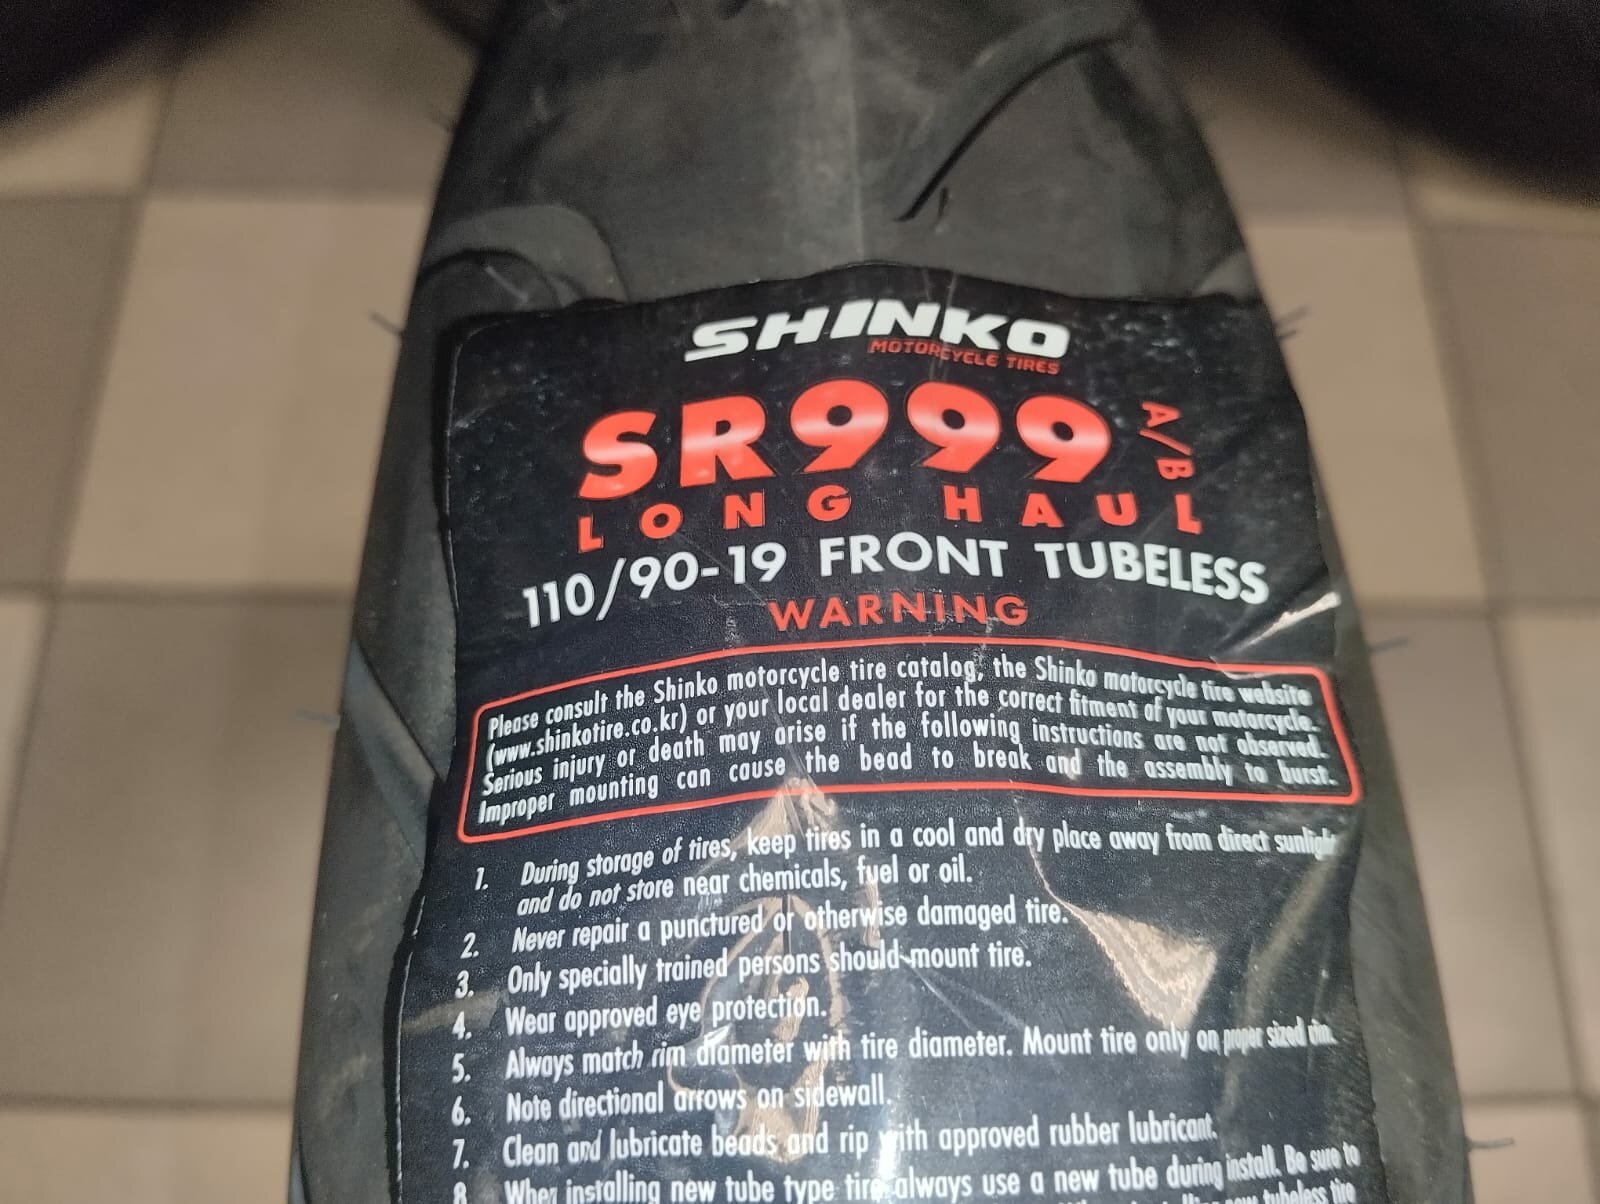 SHINKO
MOTORCYCLE TIRES
SR999 A/B
LONG HAUL
110/90-19 FRONT TUBELESS
WARNING
Please consult the Shinko motorcycle tire catalog, the Shinko motorcycle tire website
(www.shinkotire.co.kr) or your local dealer for the correct fitment of your motorcycle.
Serious injury or death may arise if the following instructions are not observed.
Improper mounting can cause the bead to break and the assembly to burst.
1. During storage of tires, keep tires in a cool and dry place away from direct sunlight
and do not store near chemicals, fuel or oil.
2. Never repair a punctured or otherwise damaged tire.
3. Only specially trained persons should mount tire.
4. Wear approved eye protection.
5. Always match rim diameter with tire diameter. Mount tire only on proper sized rim.
6. Note directional arrows on sidewall.
7. Clean and lubricate beads and rip with approved rubber lubricant.
8. When installing new tube type tire always use a new tube during install. Be sure to
new tubeless tire